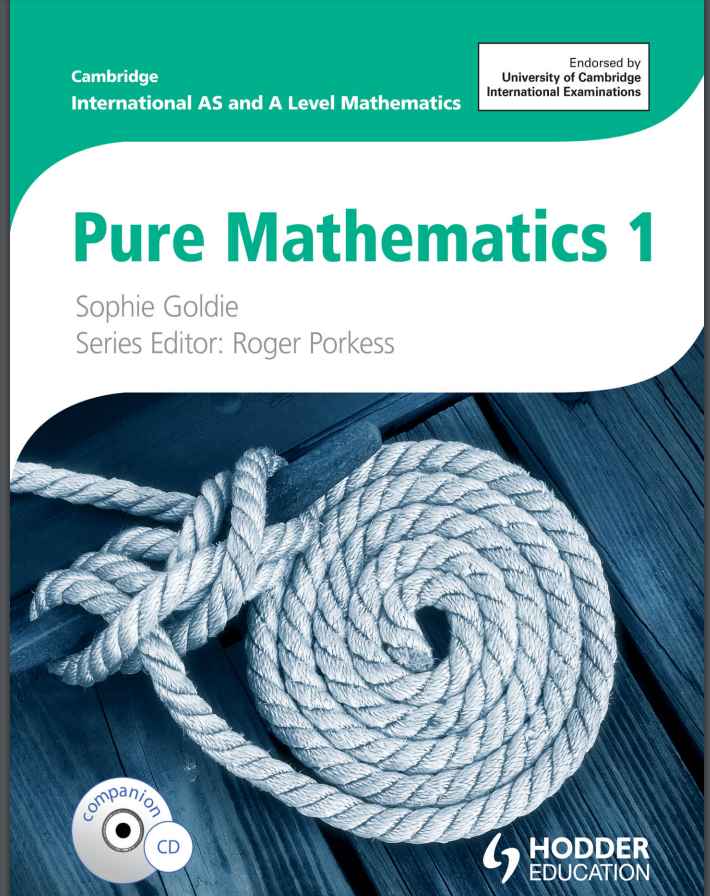 Cambridge
International AS and A Level Mathematics
Endorsed by
University of Cambridge
International Examinations
Pure Mathematics 1
Sophie Goldie
Series Editor: Roger Porkess
companion
CD
HODDER
EDUCATION